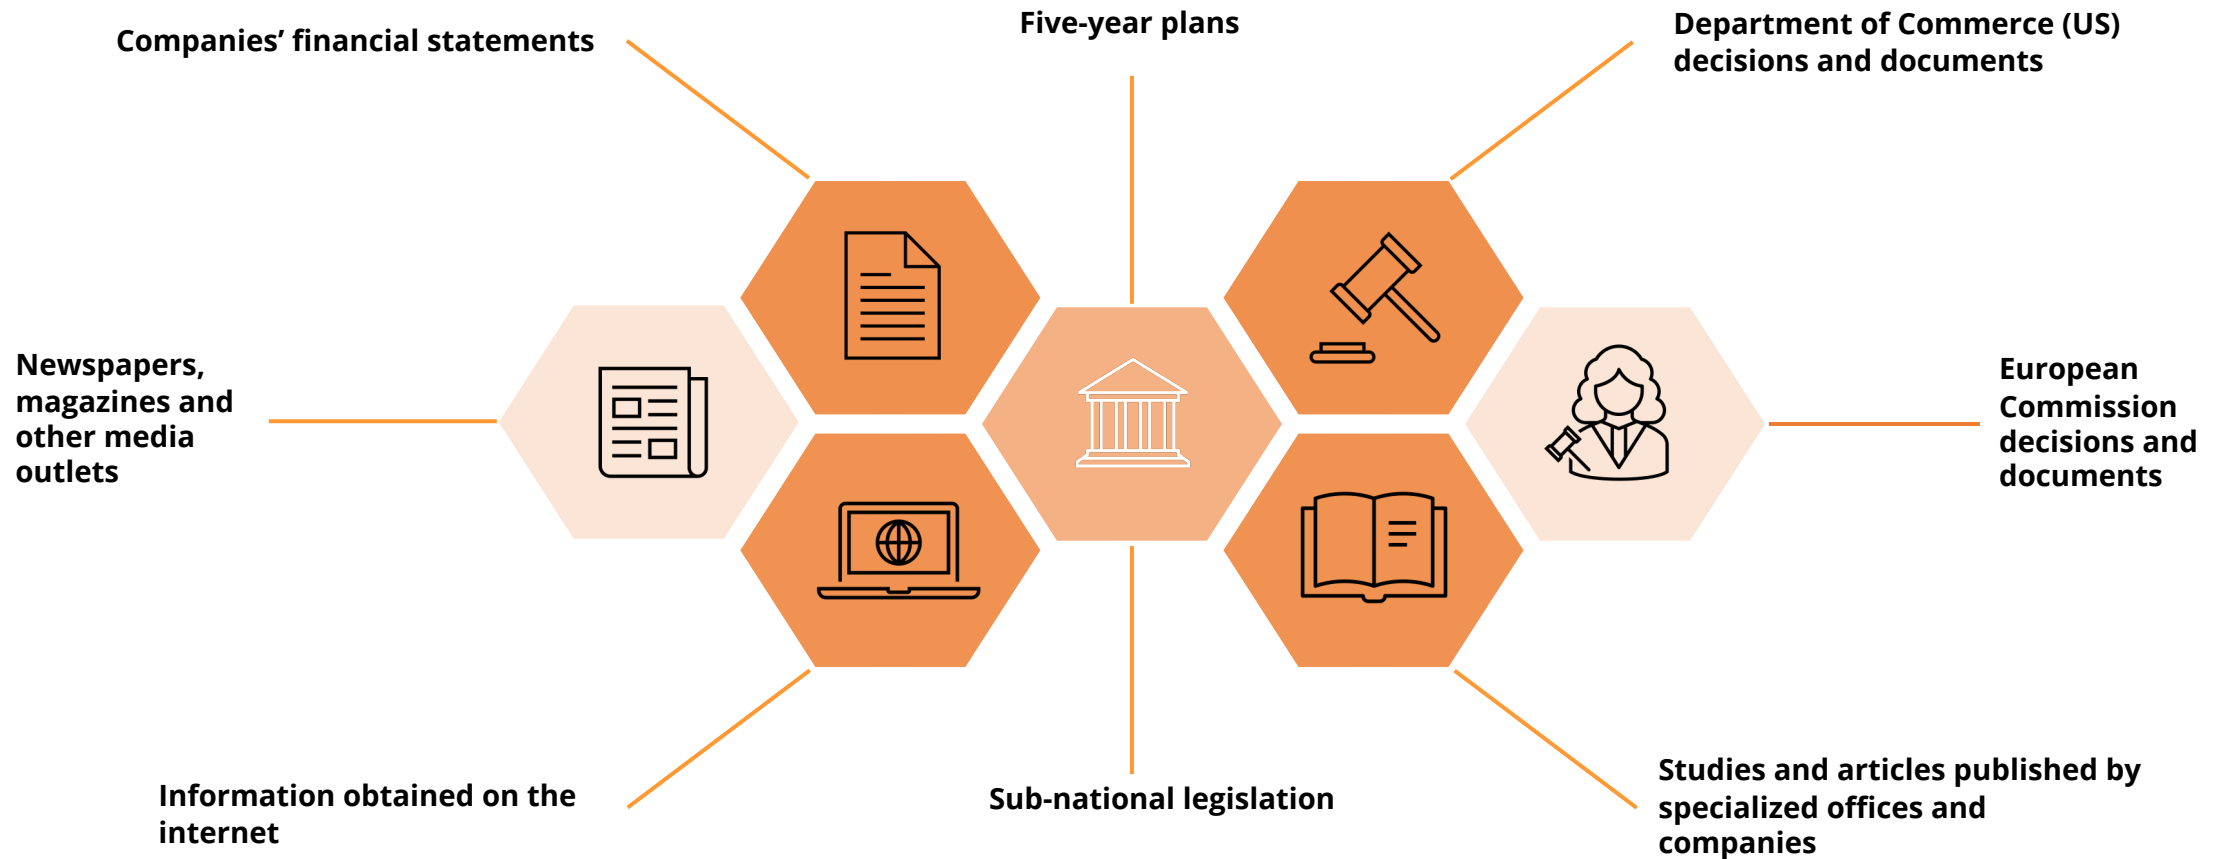 Companies’ financial statements
Five-year plans
Department of Commerce (US)
decisions and documents
Newspapers,
magazines and
other media
outlets
European
Commission
decisions and
documents
Information obtained on the
internet
Sub-national legislation
Studies and articles published by
specialized offices and
companies